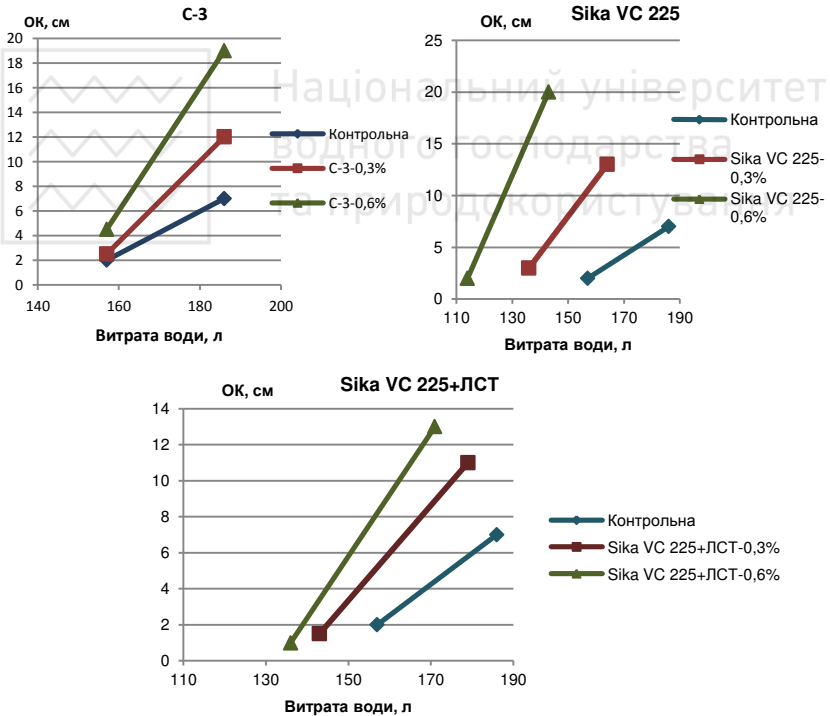 С-3
ОК, см
20
18
16
14
12
10
8
6
4
2
0
140 160 180 200
Витрата води, л
Контрольна
С-3-0,3%
С-3-0,6%
Sika VC 225
ОК, см
25
20
15
10
5
0
110 130 150 170 190
Витрата води, л
Контрольна
Sika VC 225-
0,3%
Sika VC 225-
0,6%
Національний університет
водного господарства
та природокористування
Sika VC 225+ЛСТ
ОК, см
14
12
10
8
6
4
2
0
110 130 150 170 190
Витрата води, л
Контрольна
Sika VC 225+ЛСТ-0,3%
Sika VC 225+ЛСТ-0,6%